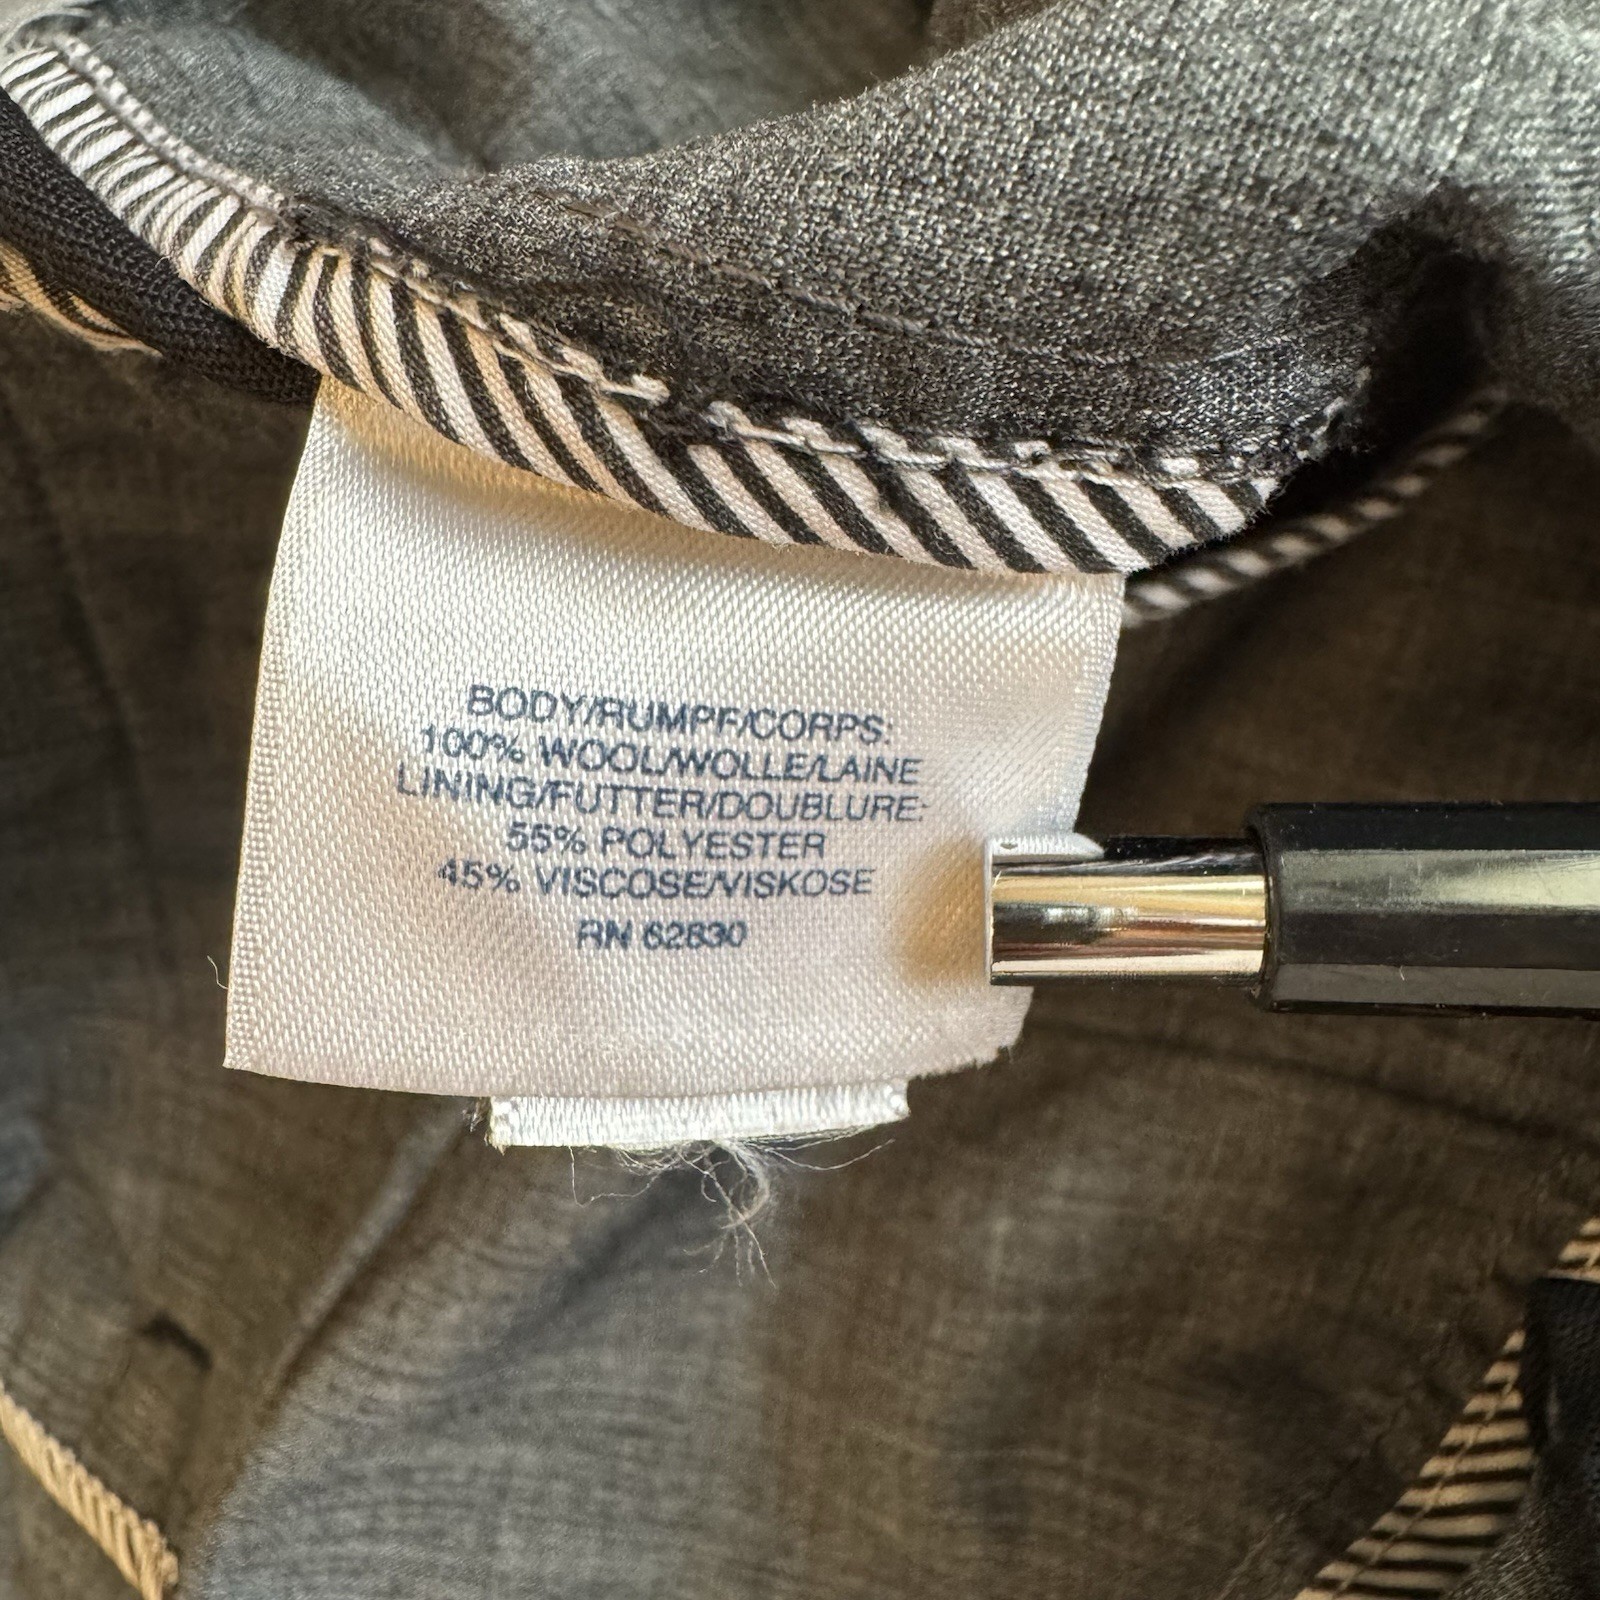 BODY/RUMPF/CORPS:
100% WOOL/WOLLE/LAINE
LINING/FUTTER/DOUBLURE:
55% POLYESTER
45% VISCOSE/VISKOSE
RN 62830